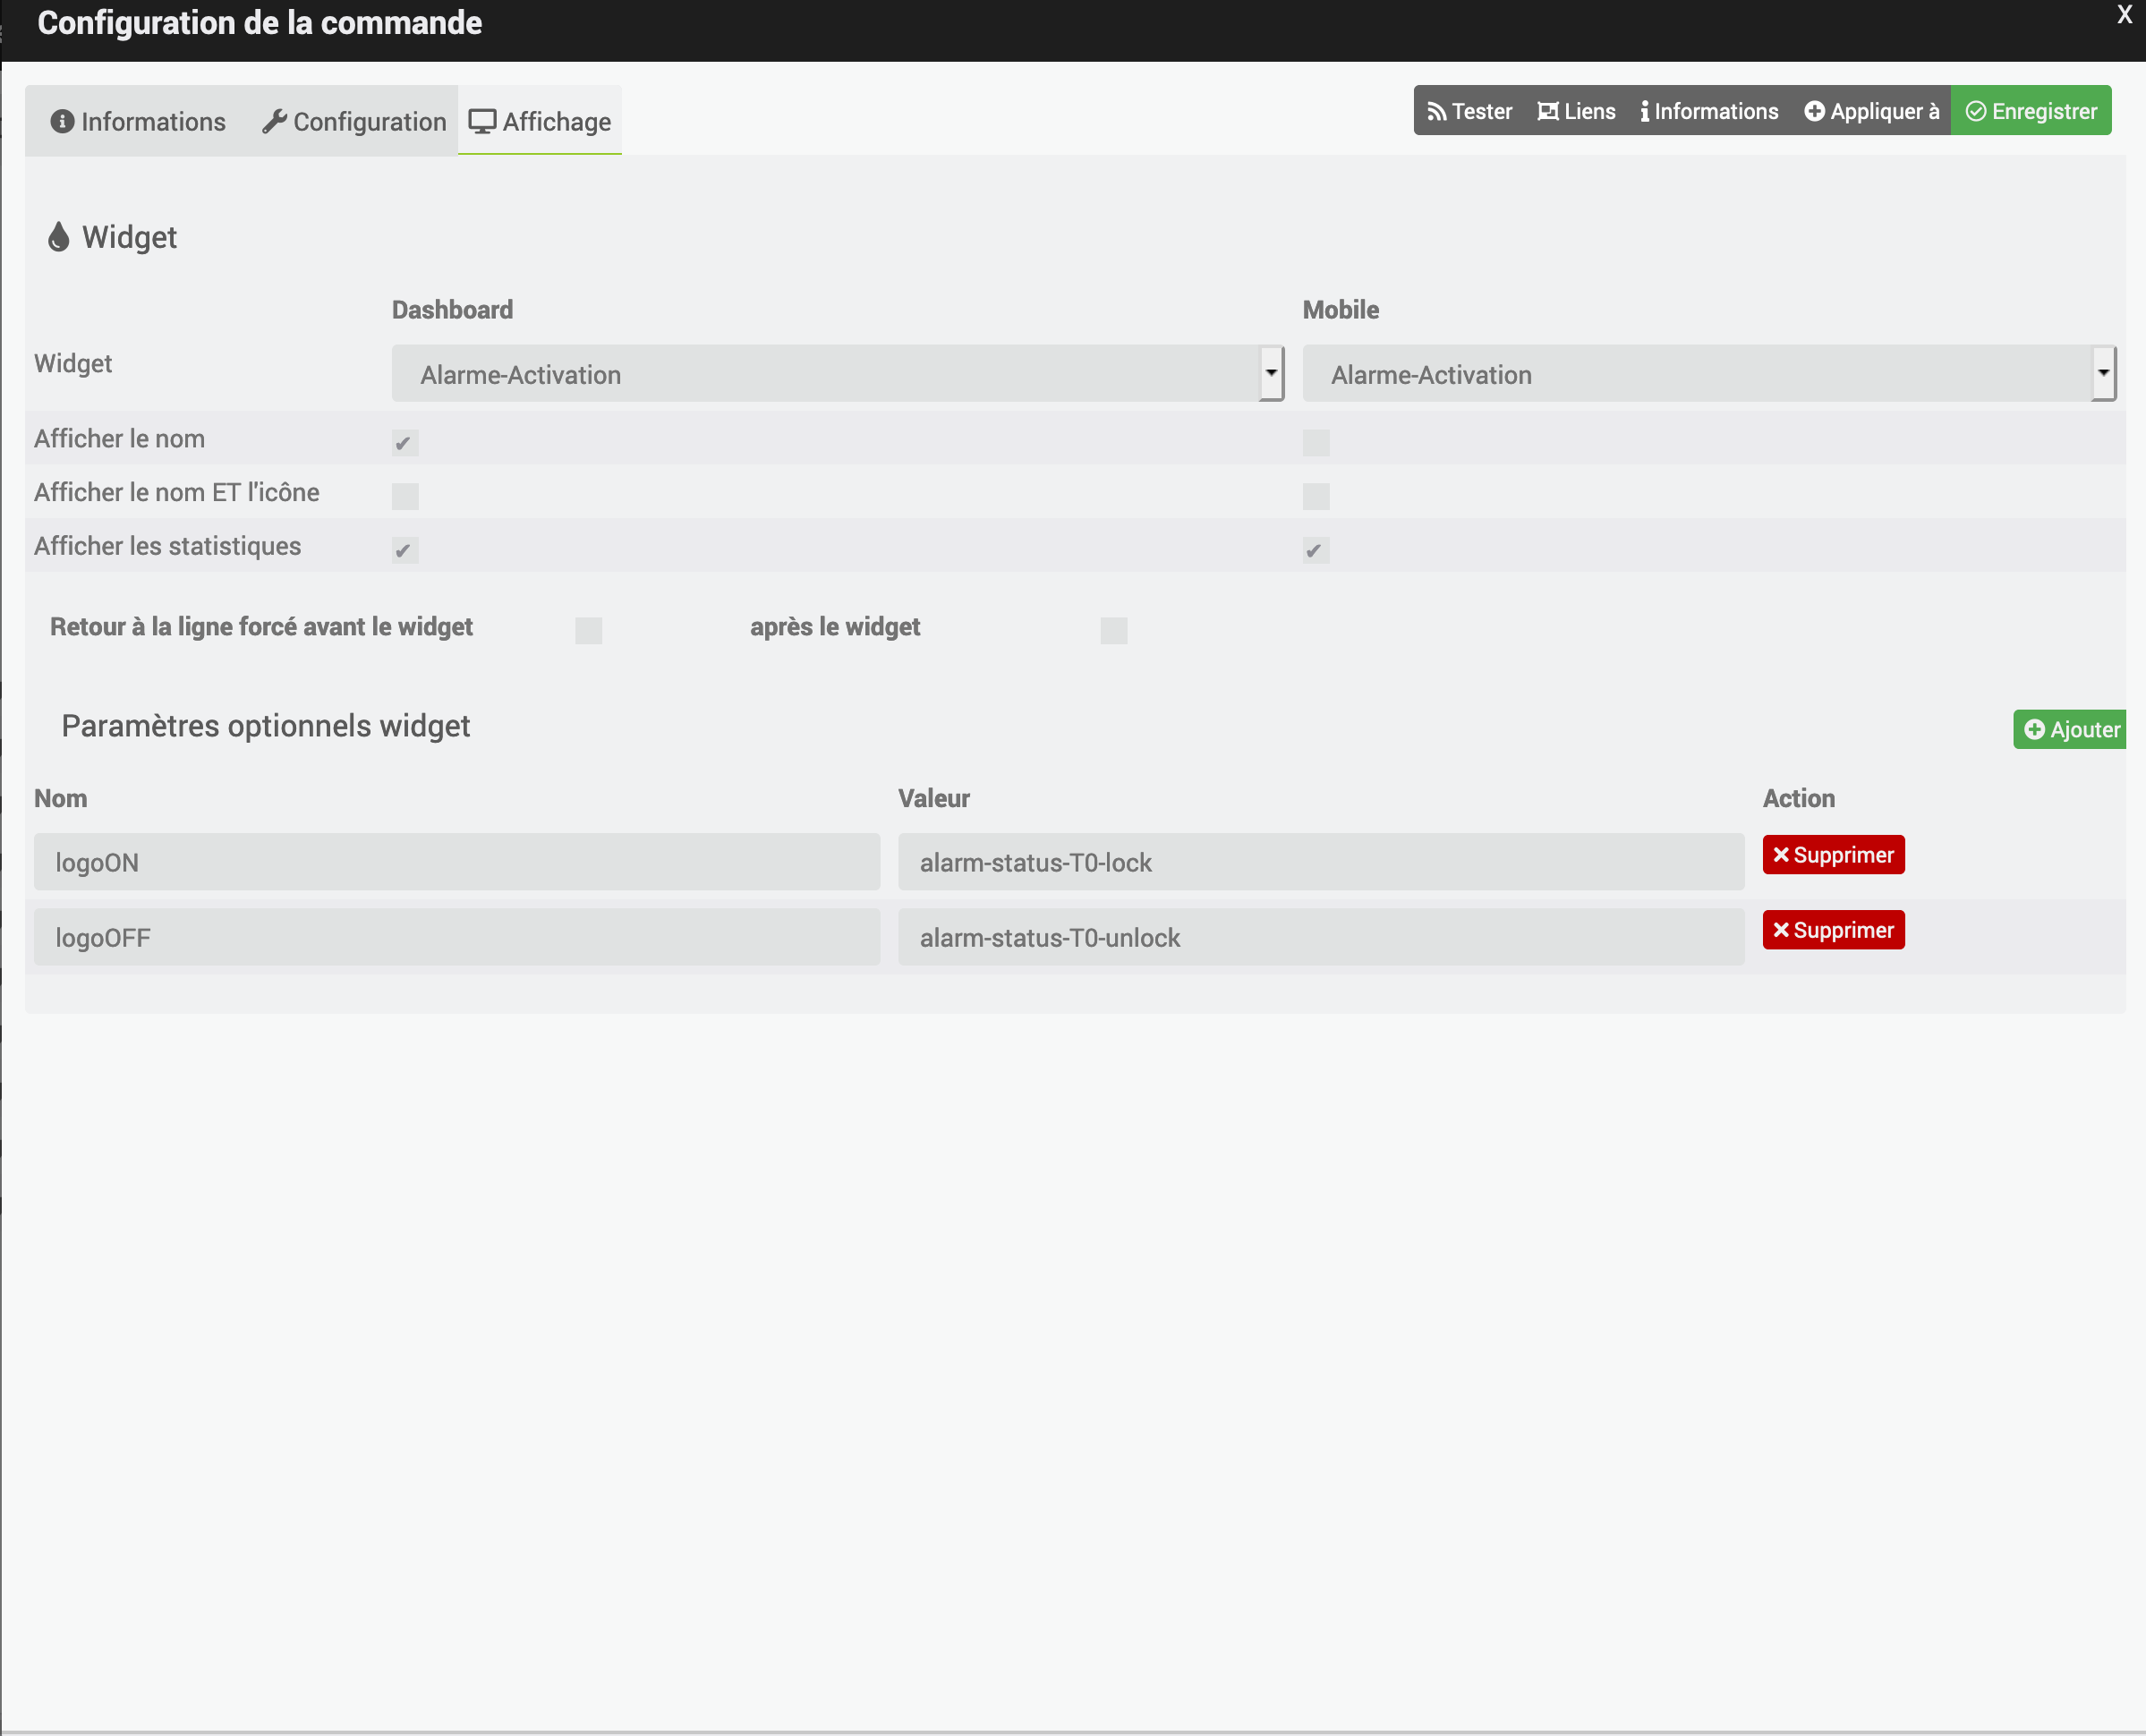 Configuration de la commande
X
Informations Configuration Affichage
Tester Liens Informations Appliquer à Enregistrrer
Widget
Dashboard Mobile
Widget Alarme-Activation Alarme-Activation
Afficher le nom
Afficher le nom ET l'icône
Afficher les statistiques
Retour à la ligne forcé avant le widget après le widget
Paramètres optionnels widget Ajouter
Nom Valeur Action
logoON alarm-status-T0-lock Supprimer
logoOFF alarm-status-T0-unlock Supprimer